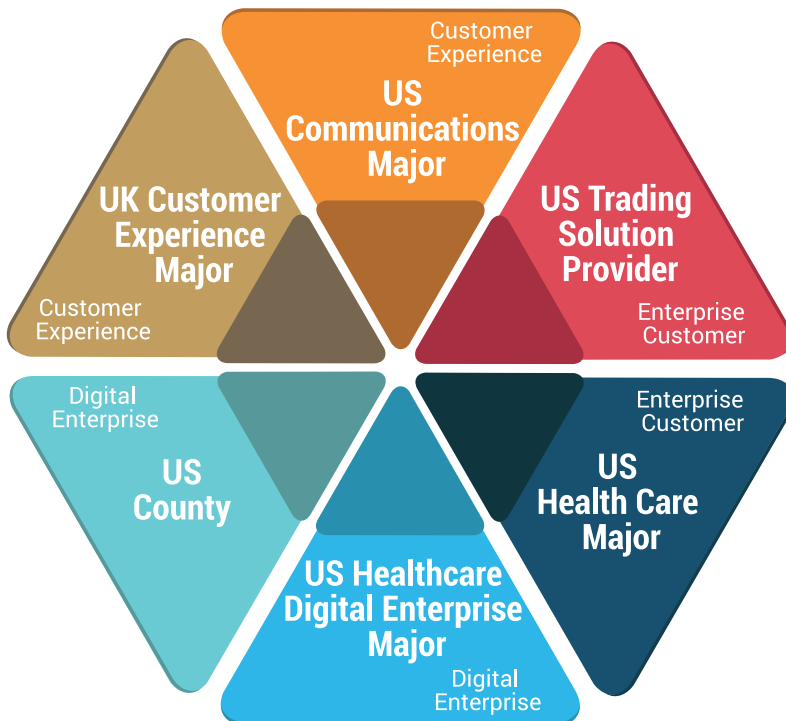 Customer
Experience
US
Communications
Major
US Trading
Solution
Provider
Enterprise
Customer
Enterprise
Customer
US
Health Care
Major
US Healthcare
Digital Enterprise
Major
Digital
Enterprise
Digital
Enterprise
US
County
UK Customer
Experience
Major
Customer
Experience